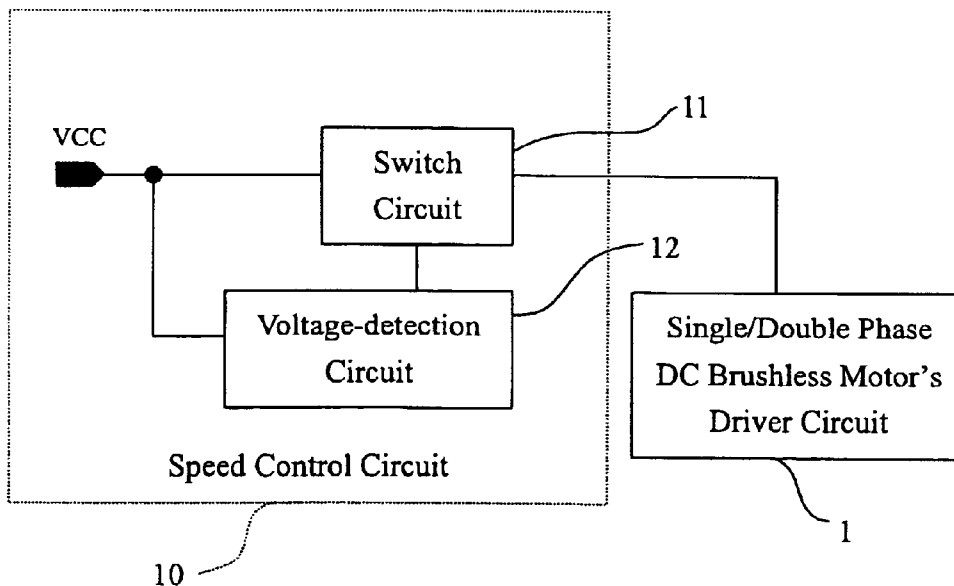 VCC
11
Switch
Circuit
12
Voltage-detection
Circuit
Single/Double Phase
DC Brushless Motor's
Driver Circuit
Speed Control Circuit
1
10